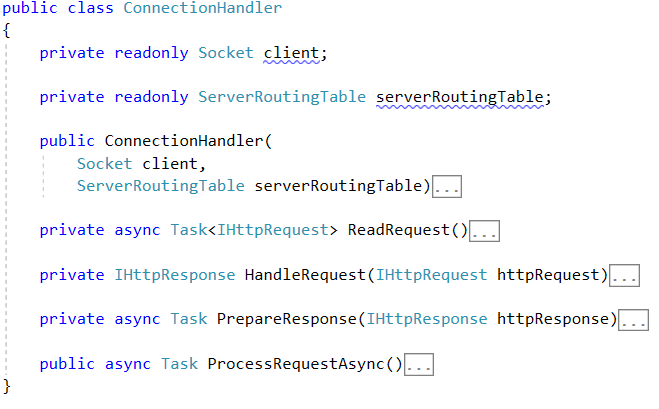 public class ConnectionHandler
{
    private readonly Socket client;
    private readonly ServerRoutingTable serverRoutingTable;
    public ConnectionHandler(
        Socket client,
        ServerRoutingTable serverRoutingTable)...
    private async Task<IHttpRequest> ReadRequest()...
    private IHttpResponse HandleRequest(IHttpRequest httpRequest)...
    private async Task PrepareResponse(IHttpResponse httpResponse)...
    public async Task ProcessRequestAsync()...
}